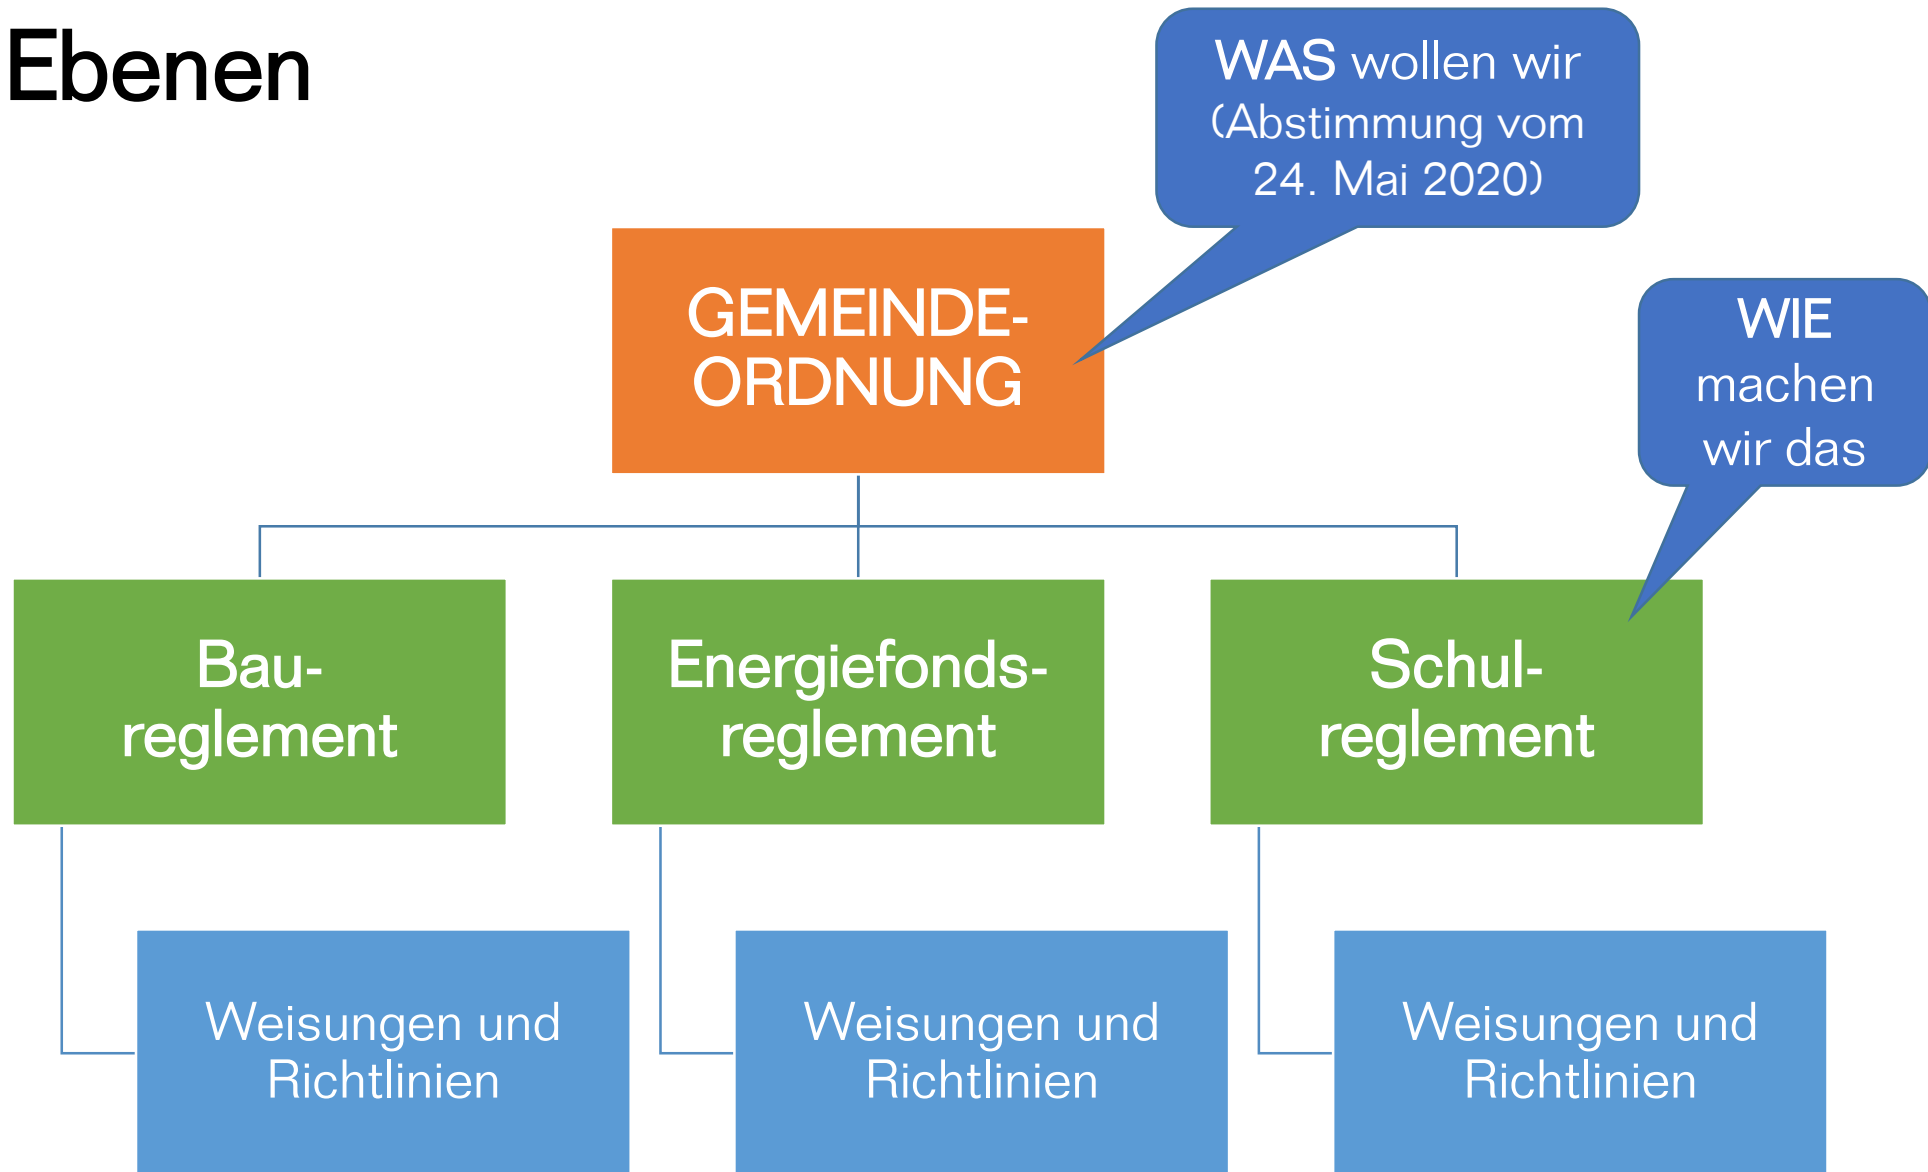 Ebenen
WAS wollen wir
(Abstimmung vom
24. Mai 2020)
GEMEINDE-
ORDNUNG
WIE
machen
wir das
Bau-
reglement
Energiefonds-
reglement
Schul-
reglement
Weisungen und
Richtlinien
Weisungen und
Richtlinien
Weisungen und
Richtlinien